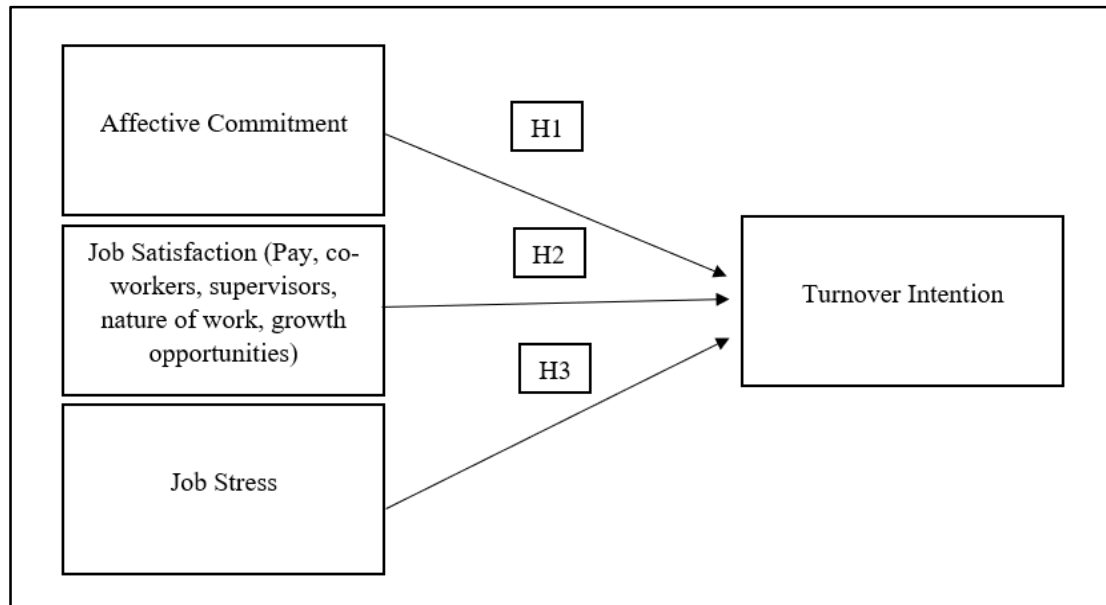 Affective Commitment
H1
Job Satisfaction (Pay, co-
workers, supervisors,
nature of work, growth
opportunities)
H2
Turnover Intention
H3
Job Stress